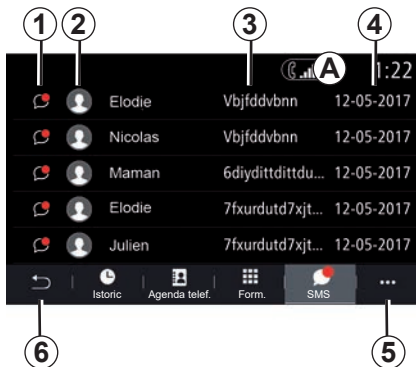 1 2 3 4
A 1:22
Elodie Vbjfddvbnn 12-05-2017
Nicolas Vbjfddvbnn 12-05-2017
Maman 6diydittdittdu... 12-05-2017
Elodie 7fxurdutd7xjt... 12-05-2017
Julien 7fxurdutd7xjt... 12-05-2017
Istoric Agenda telef. Form. SMS ...
6 5